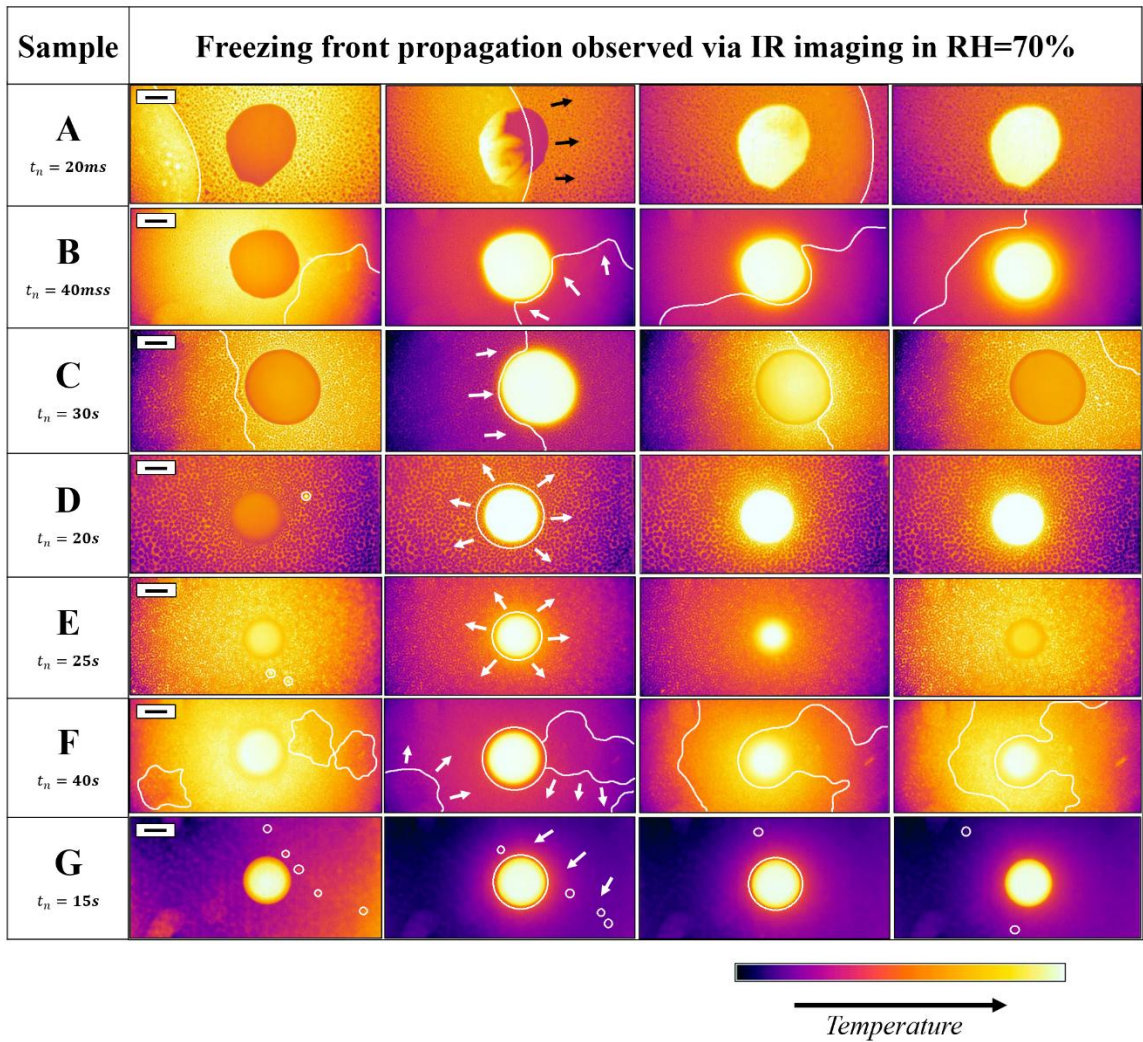 Sample Freezing front propagation observed via IR imaging in RH=70%
A
t_n = 20ms
B
t_n = 40mss
C
t_n = 30s
D
t_n = 20s
E
t_n = 25s
F
t_n = 40s
G
t_n = 15s
Temperature